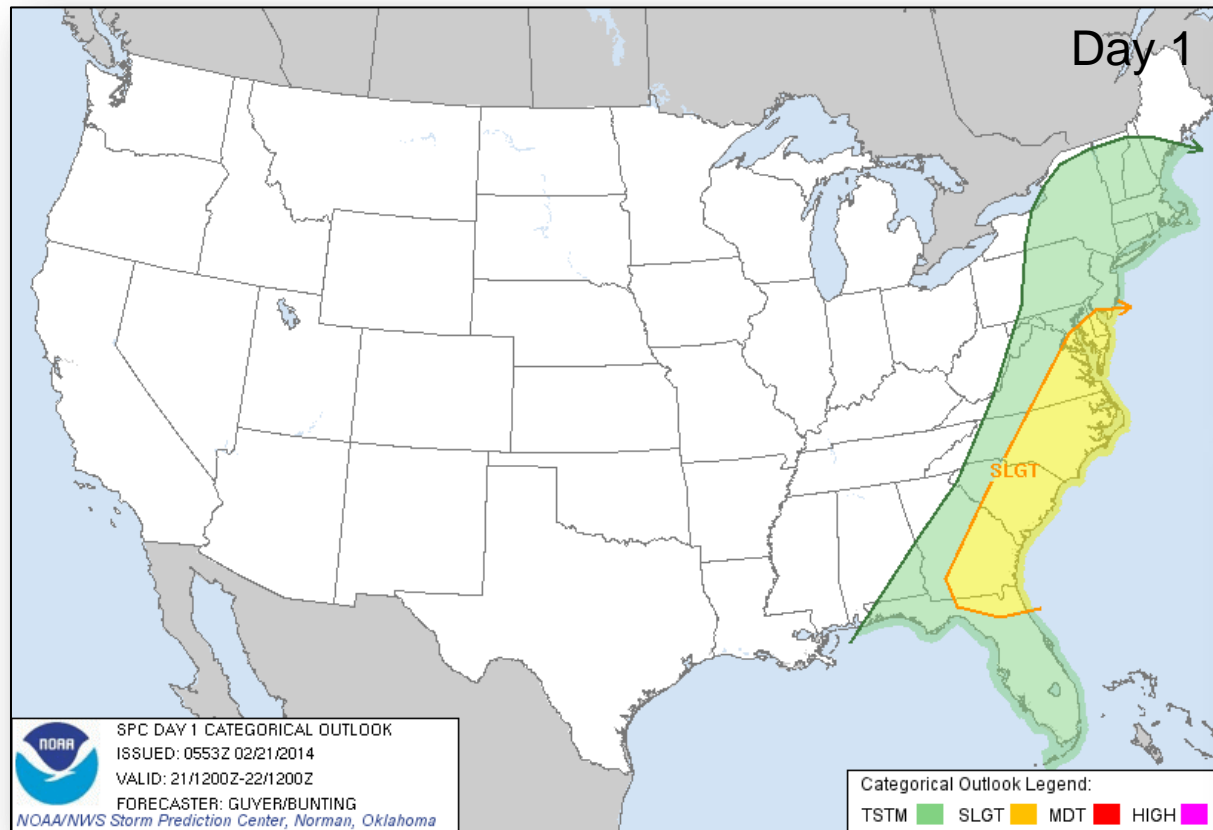 Day 1
SLGT
NOAA
SPC DAY 1 CATEGORICAL OUTLOOK
ISSUED: 0553Z 02/21/2014
VALID: 21/1200Z-22/1200Z
FORECASTER: GUYER/BUNTING
NOAA/NWS Storm Prediction Center, Norman, Oklahoma
Categorical Outlook Legend:
TSTM SLGT MDT HIGH